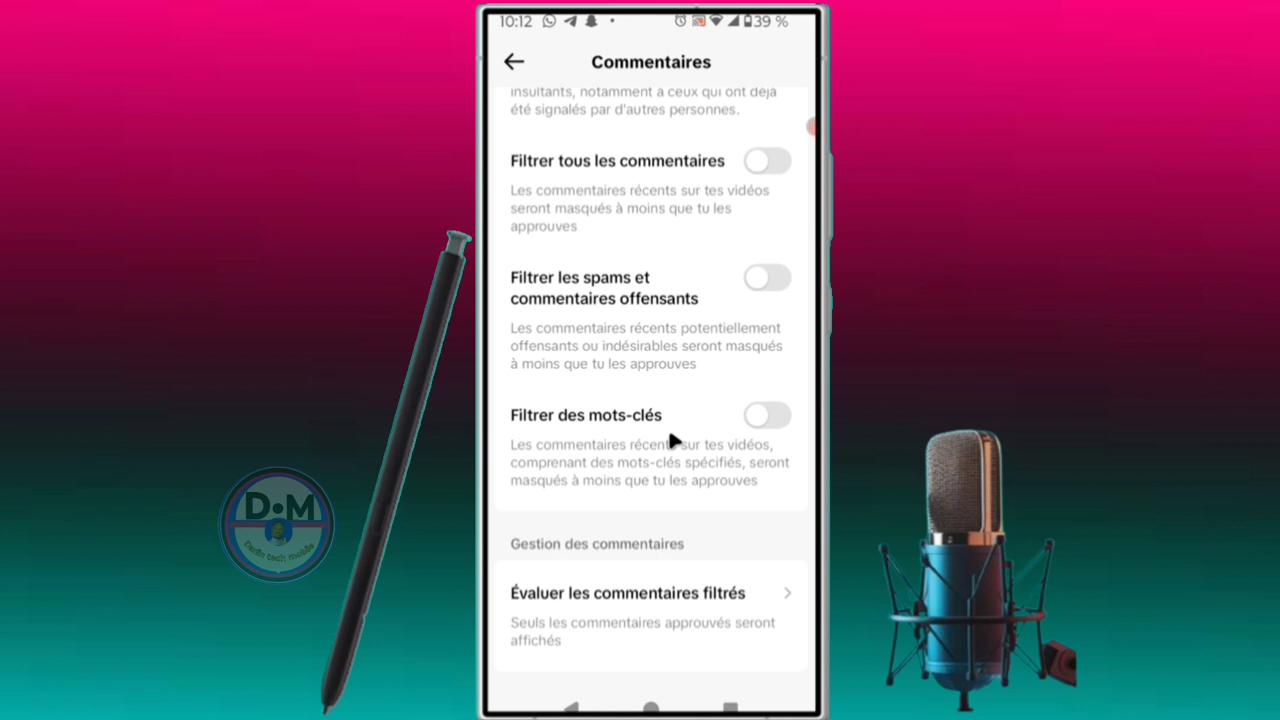 10:12
39 %
Commentaires
insultants, notamment à ceux qui ont déjà
été signalés par d'autres personnes.
Filtrer tous les commentaires
Les commentaires récents sur tes vidéos
seront masqués à moins que tu les
approuves
Filtrer les spams et
commentaires offensants
Les commentaires récents potentiellement
offensants ou indésirables seront masqués
à moins que tu les approuves
Filtrer des mots-clés
Les commentaires récents sur tes vidéos,
comprenant des mots-clés spécifiés, seront
masqués à moins que tu les approuves
Gestion des commentaires
Évaluer les commentaires filtrés
Seuls les commentaires approuvés seront
affichés
D•M
tech mobile